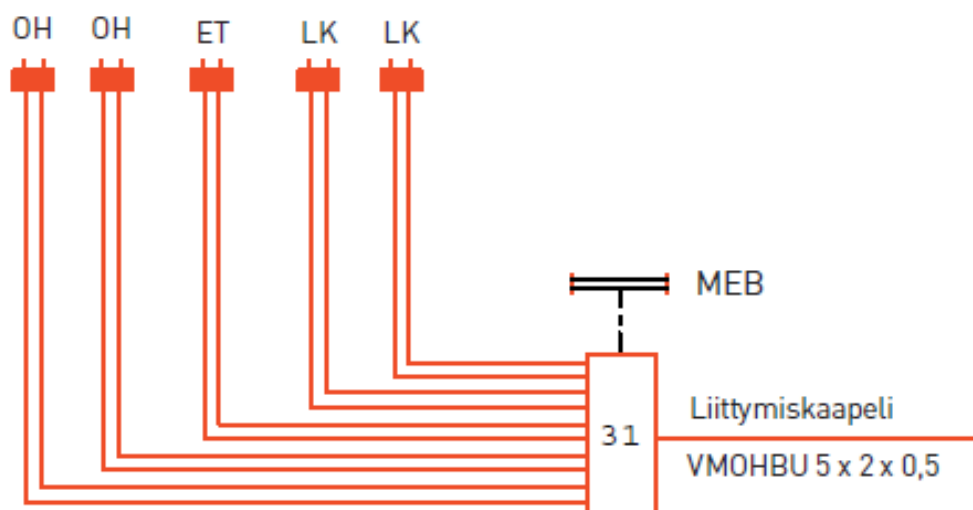 OH OH ET LK LK
MEB
Liittymiskaapeli
31
VMOHBU 5 x 2 x 0,5